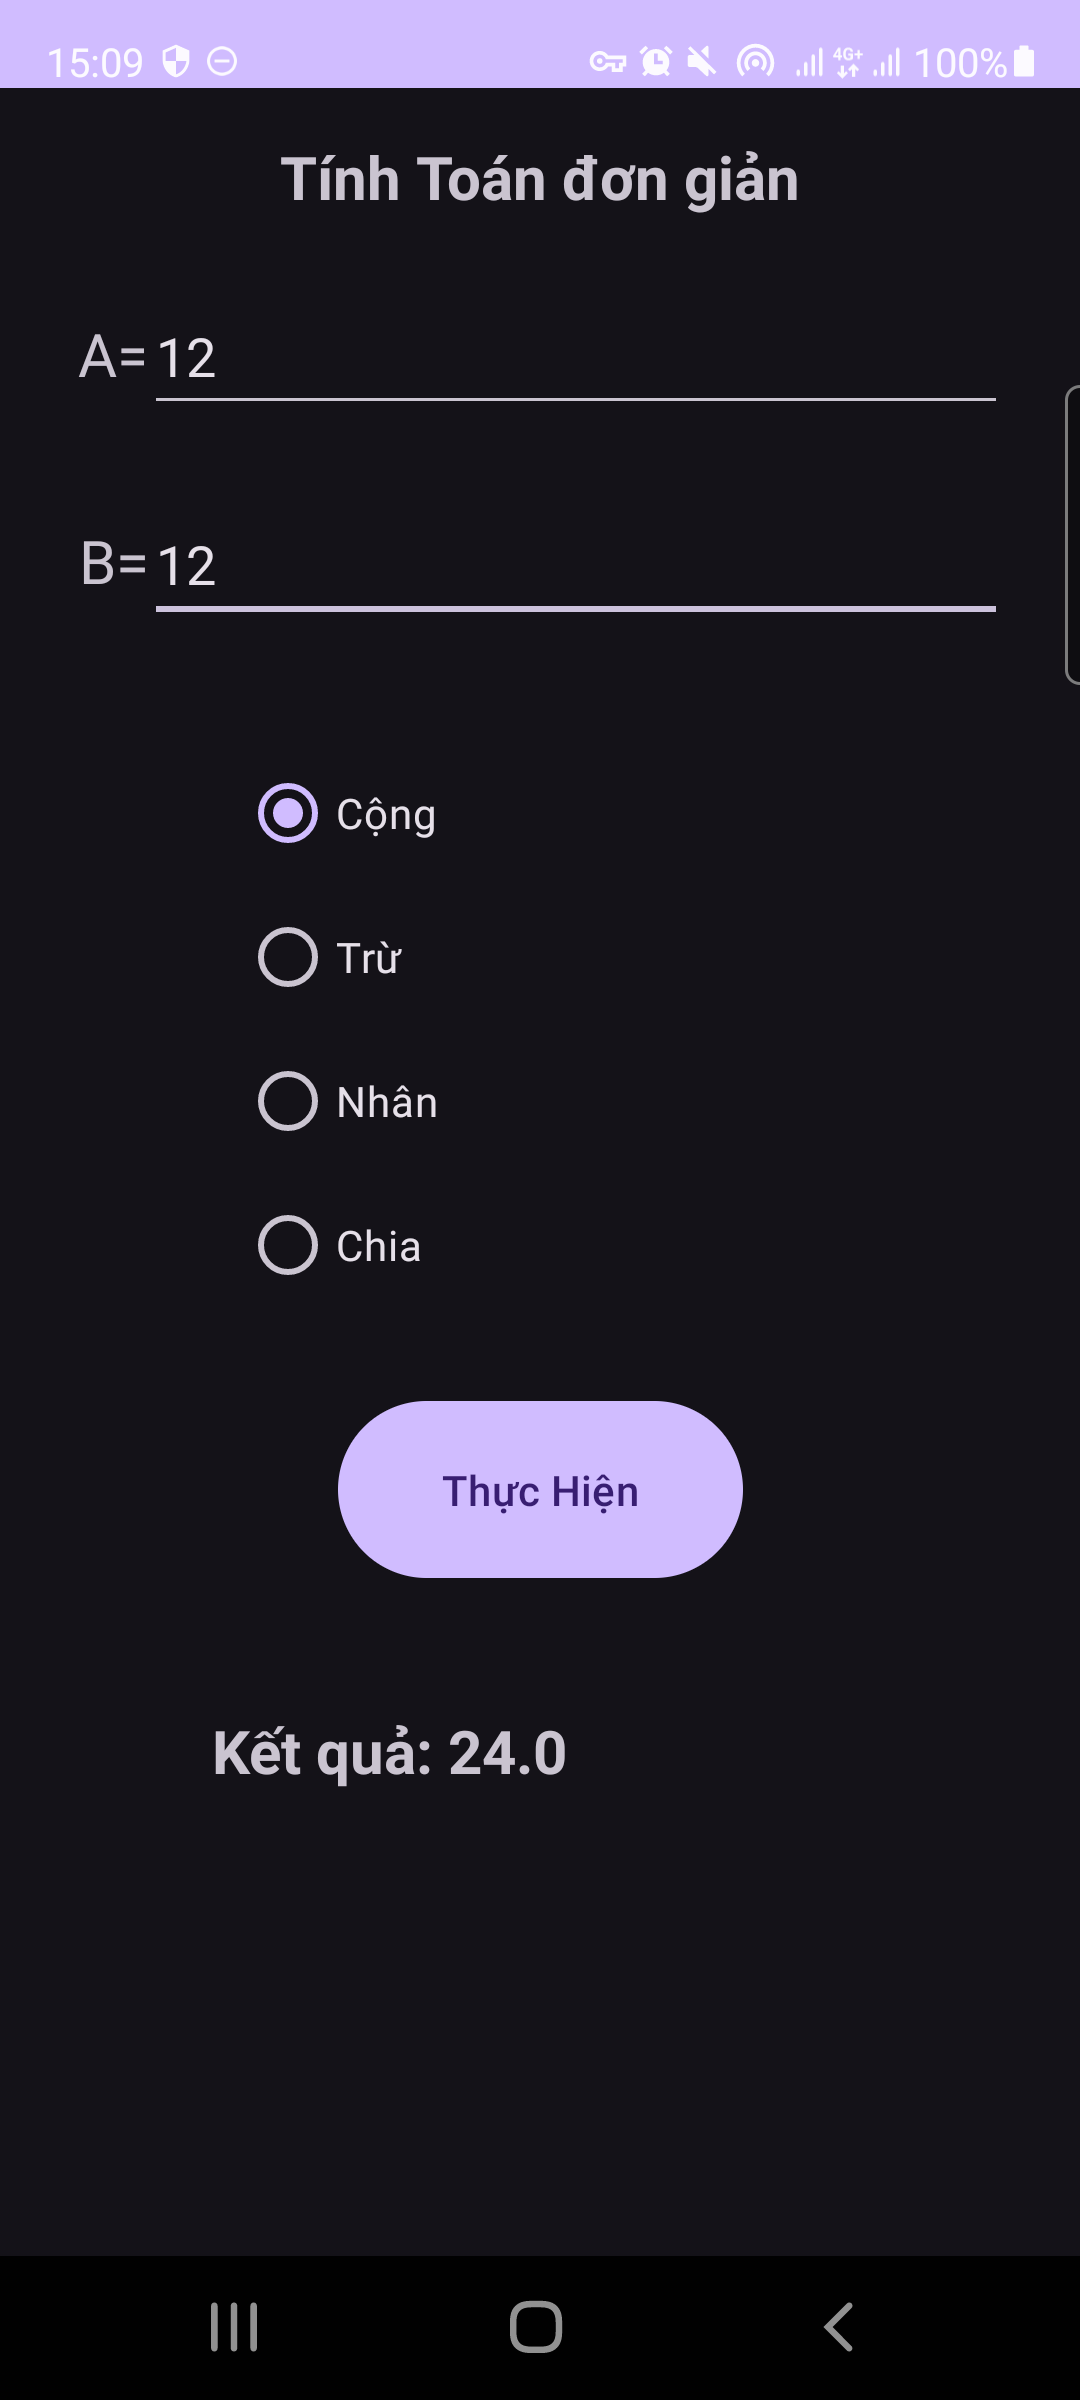 15:09 4G+ 100%
Tính Toán đơn giản
A= 12
B= 12
Cộng
Trừ
Nhân
Chia
Thực Hiện
Kết quả: 24.0